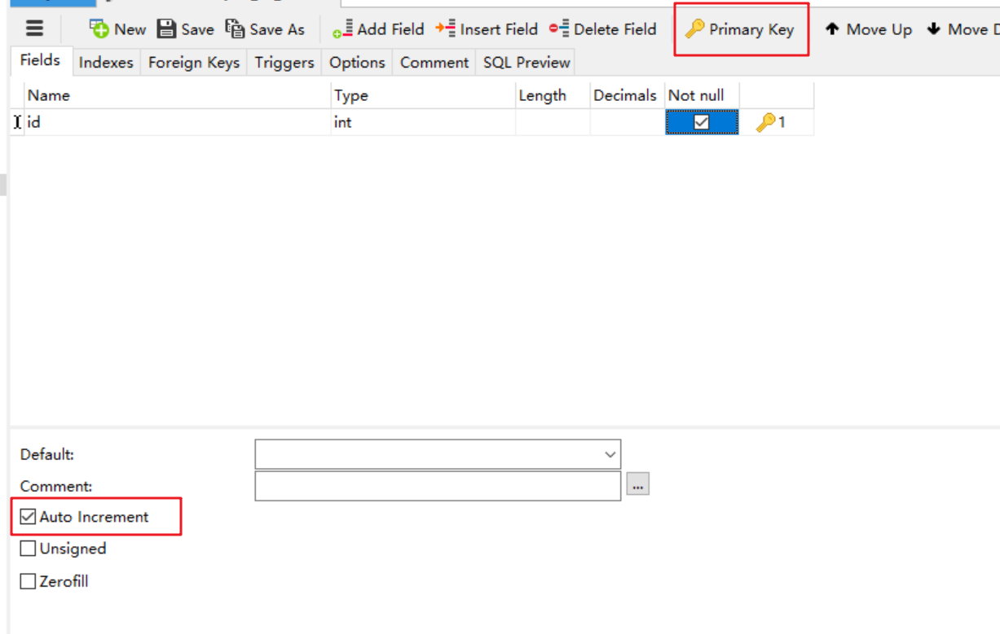 New Save Save As Add Field Insert Field Delete Field Primary Key Move Up Move
Fields Indexes Foreign Keys Triggers Options Comment SQL Preview
Name Type Length Decimals Not null
id int 1
Default:
Comment: ...
Auto Increment
Unsigned
Zerofill